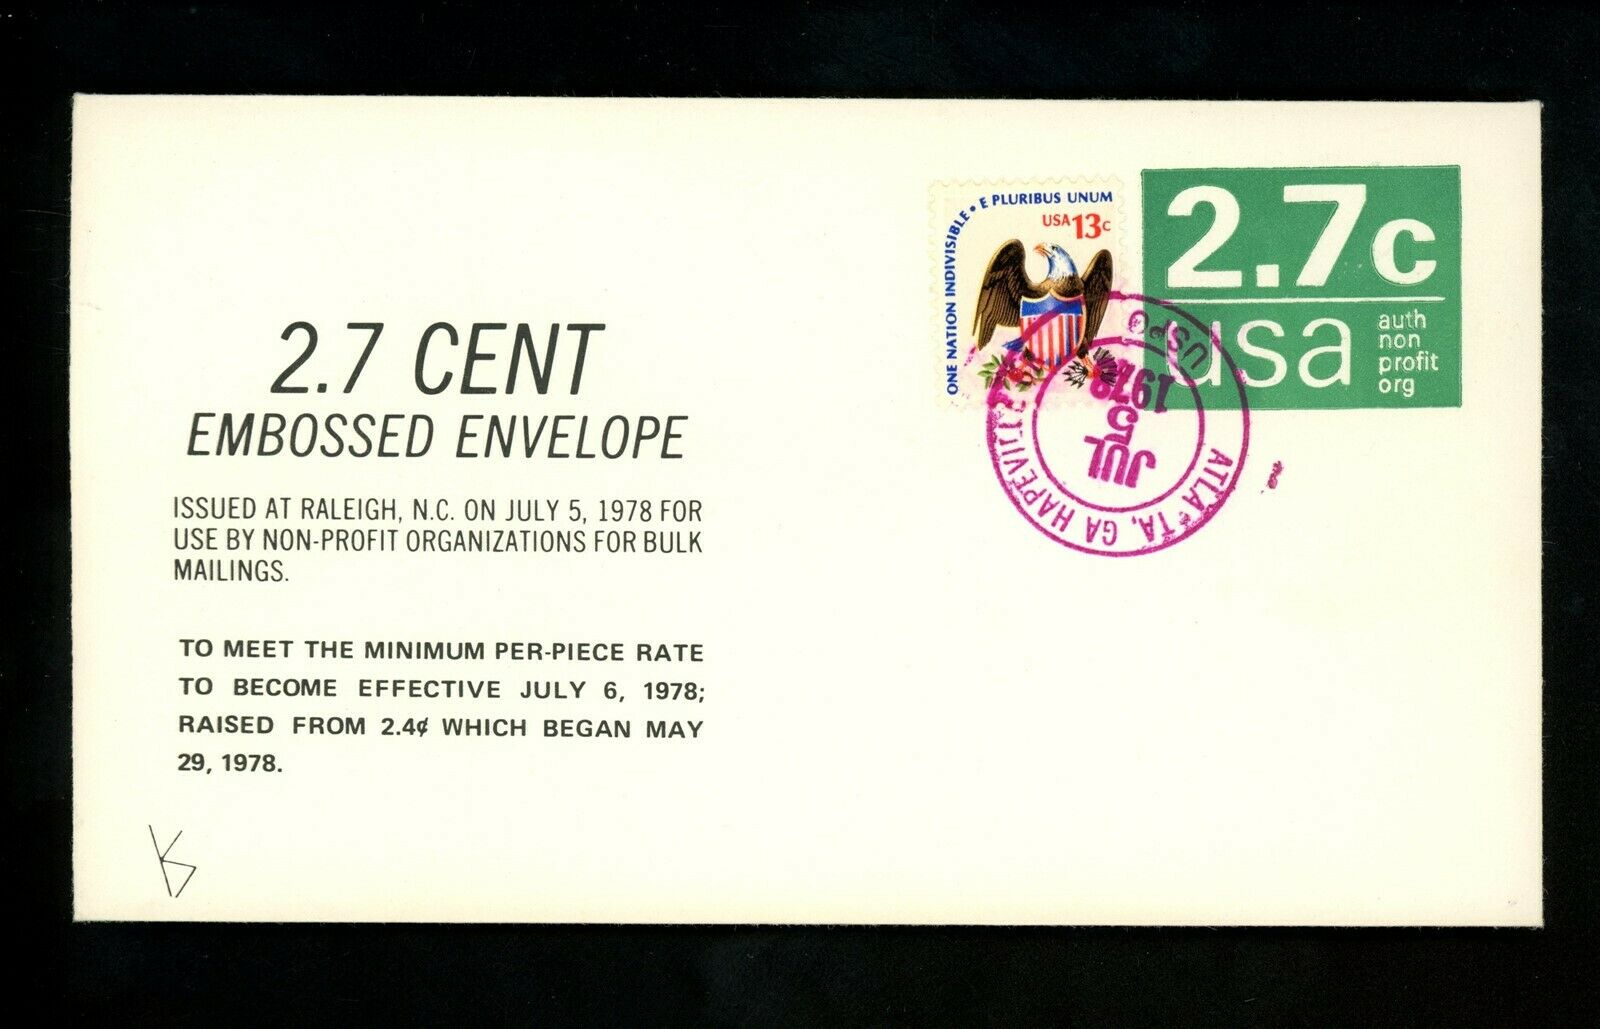 2.7 CENT
EMBOSSED ENVELOPE
ISSUED AT RALEIGH, N.C. ON JULY 5, 1978 FOR
USE BY NON-PROFIT ORGANIZATIONS FOR BULK
MAILINGS.
TO MEET THE MINIMUM PER-PIECE RATE
TO BECOME EFFECTIVE JULY 6, 1978;
RAISED FROM 2.4¢ WHICH BEGAN MAY
29, 1978.
ONE NATION INDIVISIBLE • E PLURIBUS UNUM
USA 13c
2.7c
usa
auth
non
profit
org
ATLANTA, GA HAPEVILLE
USPO
JUL
5
1978